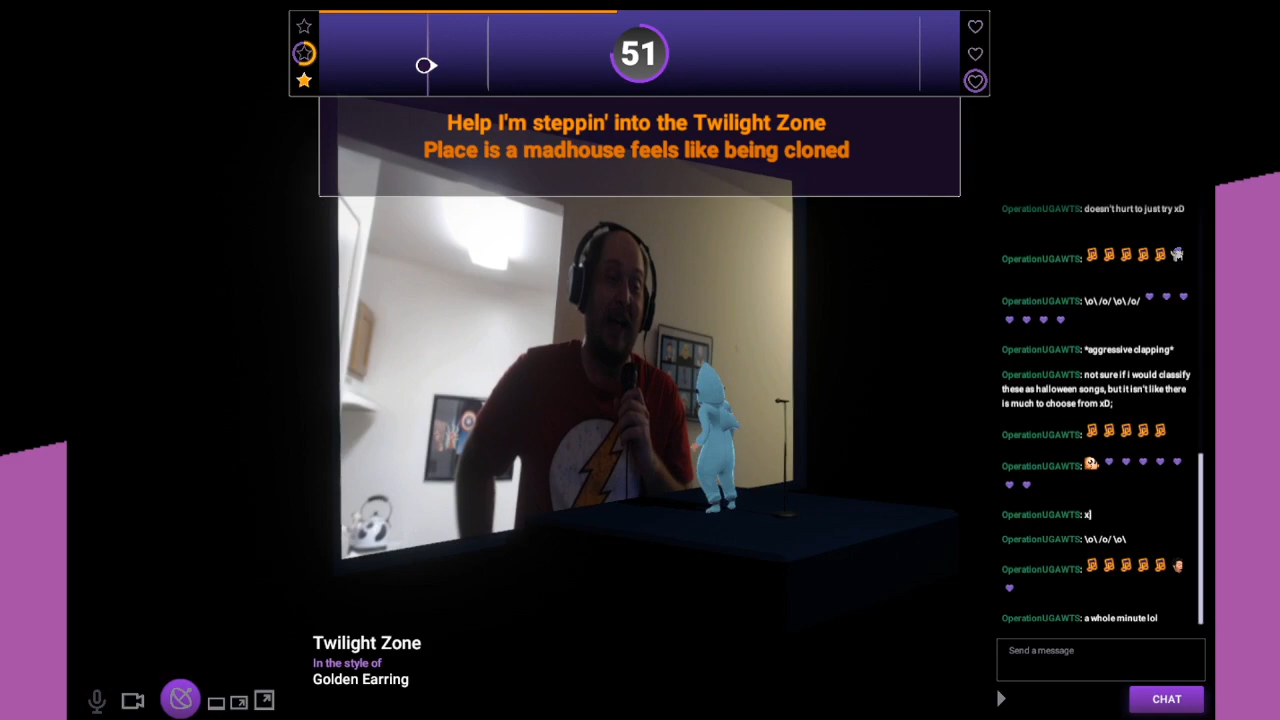 51
Help I'm steppin' into the Twilight Zone
Place is a madhouse feels like being cloned
OperationUGAWTS: doesn't hurt to just try xD
OperationUGAWTS:
OperationUGAWTS: \o\ /o/ \o\ /o/
OperationUGAWTS: *aggressive clapping*
OperationUGAWTS: not sure if i would classify
these as halloween songs, but it isn't like there
is much to choose from xD;
OperationUGAWTS:
OperationUGAWTS:
OperationUGAWTS: x|
OperationUGAWTS: \o\ /o/ \o\
OperationUGAWTS:
OperationUGAWTS: a whole minute lol
Send a message
CHAT
Twilight Zone
In the style of
Golden Earring